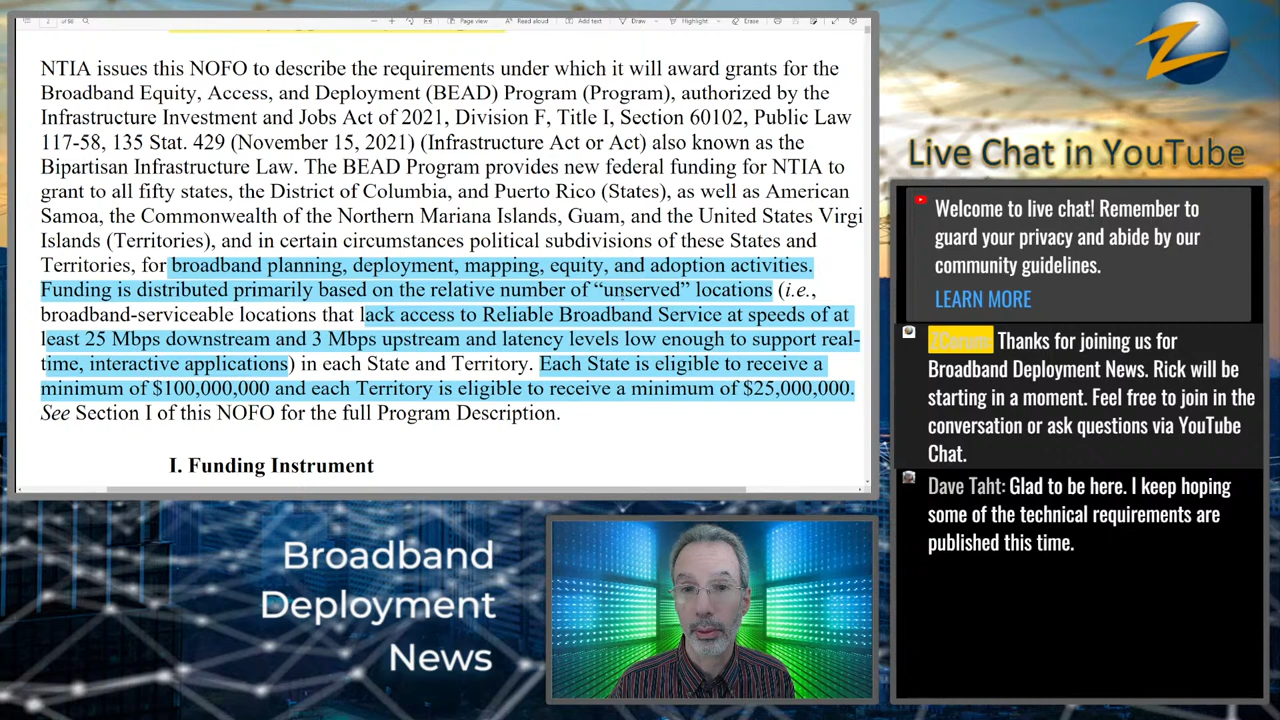 2 of 98
Page view
Read aloud
Add text
Draw
Highlight
Erase
NTIA issues this NOFO to describe the requirements under which it will award grants for the
Broadband Equity, Access, and Deployment (BEAD) Program (Program), authorized by the
Infrastructure Investment and Jobs Act of 2021, Division F, Title I, Section 60102, Public Law
117-58, 135 Stat. 429 (November 15, 2021) (Infrastructure Act or Act) also known as the
Bipartisan Infrastructure Law. The BEAD Program provides new federal funding for NTIA to
grant to all fifty states, the District of Columbia, and Puerto Rico (States), as well as American
Samoa, the Commonwealth of the Northern Mariana Islands, Guam, and the United States Virgi
Islands (Territories), and in certain circumstances political subdivisions of these States and
Territories, for broadband planning, deployment, mapping, equity, and adoption activities.
Funding is distributed primarily based on the relative number of “unserved” locations (i.e.,
broadband-serviceable locations that lack access to Reliable Broadband Service at speeds of at
least 25 Mbps downstream and 3 Mbps upstream and latency levels low enough to support real-
time, interactive applications) in each State and Territory. Each State is eligible to receive a
minimum of $100,000,000 and each Territory is eligible to receive a minimum of $25,000,000.
See Section I of this NOFO for the full Program Description.
I. Funding Instrument
Broadband
Deployment
News
Live Chat in YouTube
Welcome to live chat! Remember to
guard your privacy and abide by our
community guidelines.
LEARN MORE
ZCorum: Thanks for joining us for
Broadband Deployment News. Rick will be
starting in a moment. Feel free to join in the
conversation or ask questions via YouTube
Chat.
Dave Taht: Glad to be here. I keep hoping
some of the technical requirements are
published this time.